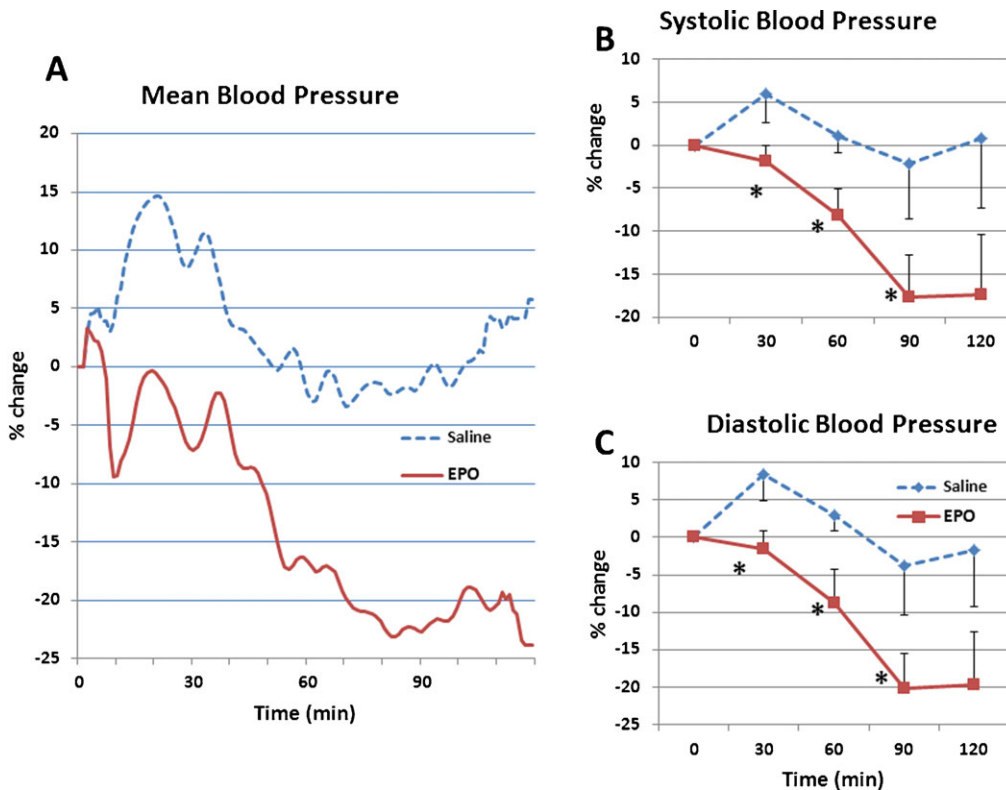 A
Mean Blood Pressure
20
15
10
5
0
-5
-10
-15
-20
-25
% change
Saline
EPO
0 30 60 90
Time (min)
B
Systolic Blood Pressure
10
5
0
-5
-10
-15
-20
% change
*
*
*
0 30 60 90 120
C
Diastolic Blood Pressure
10
5
0
-5
-10
-15
-20
-25
% change
Saline
EPO
*
*
*
0 30 60 90 120
Time (min)